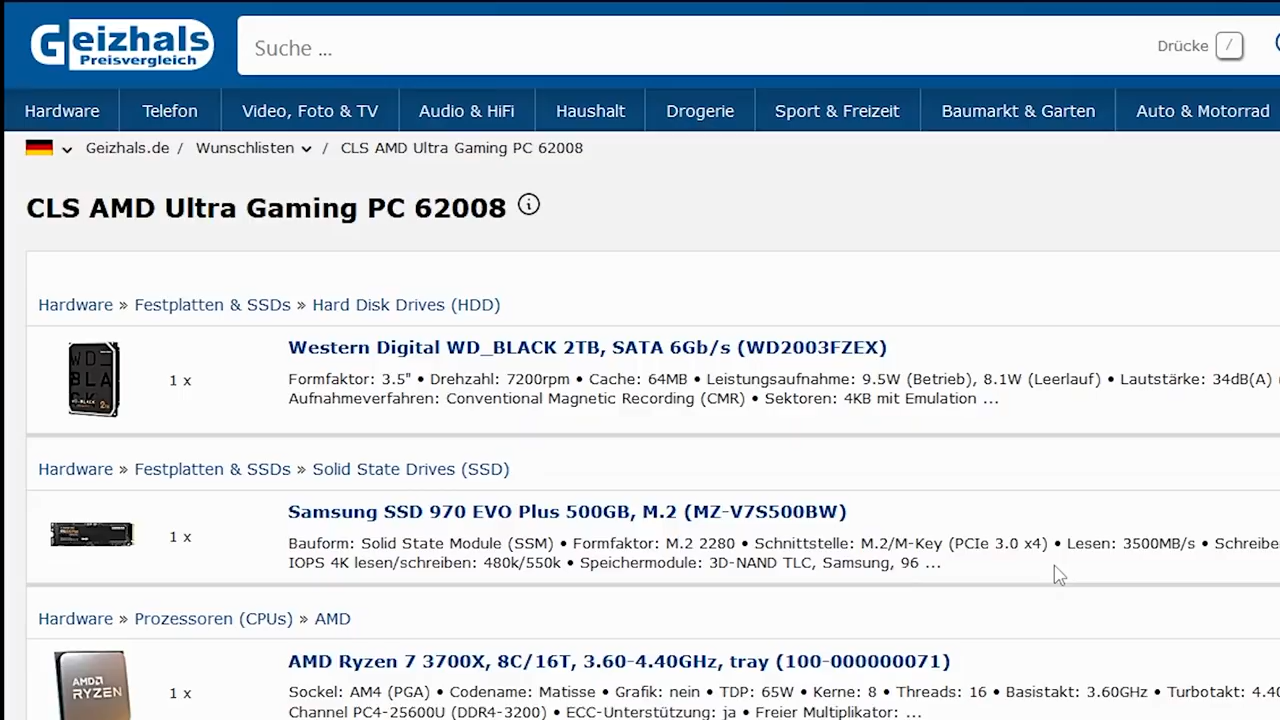 Geizhals
Preisvergleich
Suche ...
Drücke /
Hardware Telefon Video, Foto & TV Audio & HiFi Haushalt Drogerie Sport & Freizeit Baumarkt & Garten Auto & Motorrad
Geizhals.de / Wunschlisten / CLS AMD Ultra Gaming PC 62008
CLS AMD Ultra Gaming PC 62008
Hardware » Festplatten & SSDs » Hard Disk Drives (HDD)
Western Digital WD_BLACK 2TB, SATA 6Gb/s (WD2003FZEX)
1 x
Formfaktor: 3.5" • Drehzahl: 7200rpm • Cache: 64MB • Leistungsaufnahme: 9.5W (Betrieb), 8.1W (Leerlauf) • Lautstärke: 34dB(A) (
Aufnahmeverfahren: Conventional Magnetic Recording (CMR) • Sektoren: 4KB mit Emulation ...
Hardware » Festplatten & SSDs » Solid State Drives (SSD)
Samsung SSD 970 EVO Plus 500GB, M.2 (MZ-V7S500BW)
1 x
Bauform: Solid State Module (SSM) • Formfaktor: M.2 2280 • Schnittstelle: M.2/M-Key (PCIe 3.0 x4) • Lesen: 3500MB/s • Schreibe
IOPS 4K lesen/schreiben: 480k/550k • Speichermodule: 3D-NAND TLC, Samsung, 96 ...
Hardware » Prozessoren (CPUs) » AMD
AMD Ryzen 7 3700X, 8C/16T, 3.60-4.40GHz, tray (100-000000071)
AMD
RYZEN
1 x
Sockel: AM4 (PGA) • Codename: Matisse • Grafik: nein • TDP: 65W • Kerne: 8 • Threads: 16 • Basistakt: 3.60GHz • Turbotakt: 4.40
Channel PC4-25600U (DDR4-3200) • ECC-Unterstützung: ja • Freier Multiplikator: ...